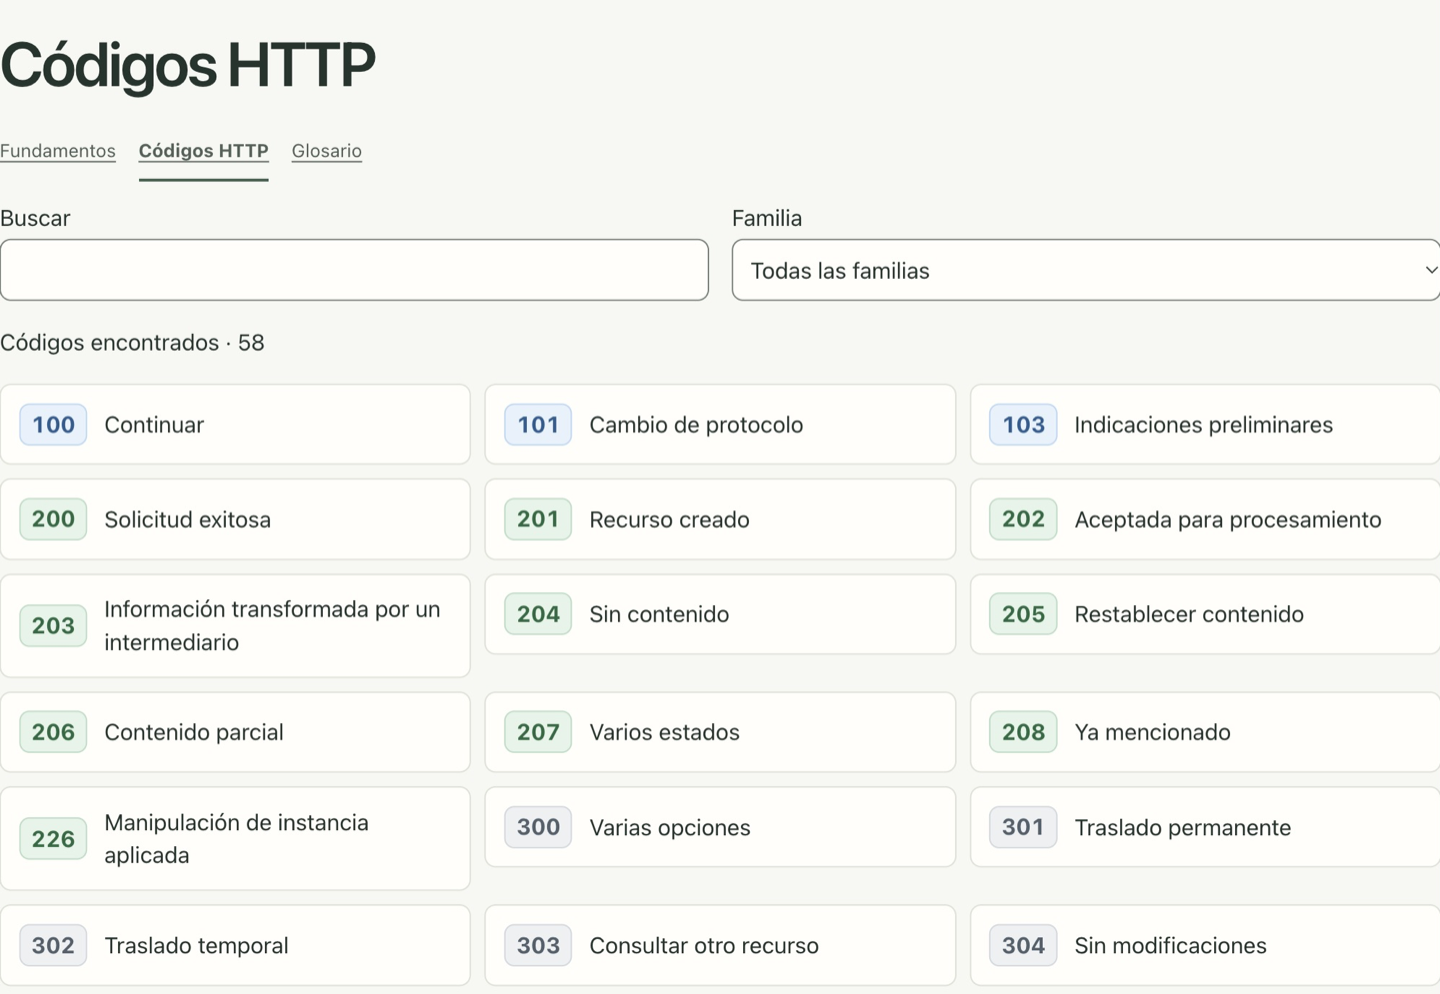 Códigos HTTP
Fundamentos Códigos HTTP Glosario
Buscar
Familia
Todas las familias
Códigos encontrados · 58
100 Continuar
101 Cambio de protocolo
103 Indicaciones preliminares
200 Solicitud exitosa
201 Recurso creado
202 Aceptada para procesamiento
203 Información transformada por un
intermediario
204 Sin contenido
205 Restablecer contenido
206 Contenido parcial
207 Varios estados
208 Ya mencionado
226 Manipulación de instancia
aplicada
300 Varias opciones
301 Traslado permanente
302 Traslado temporal
303 Consultar otro recurso
304 Sin modificaciones